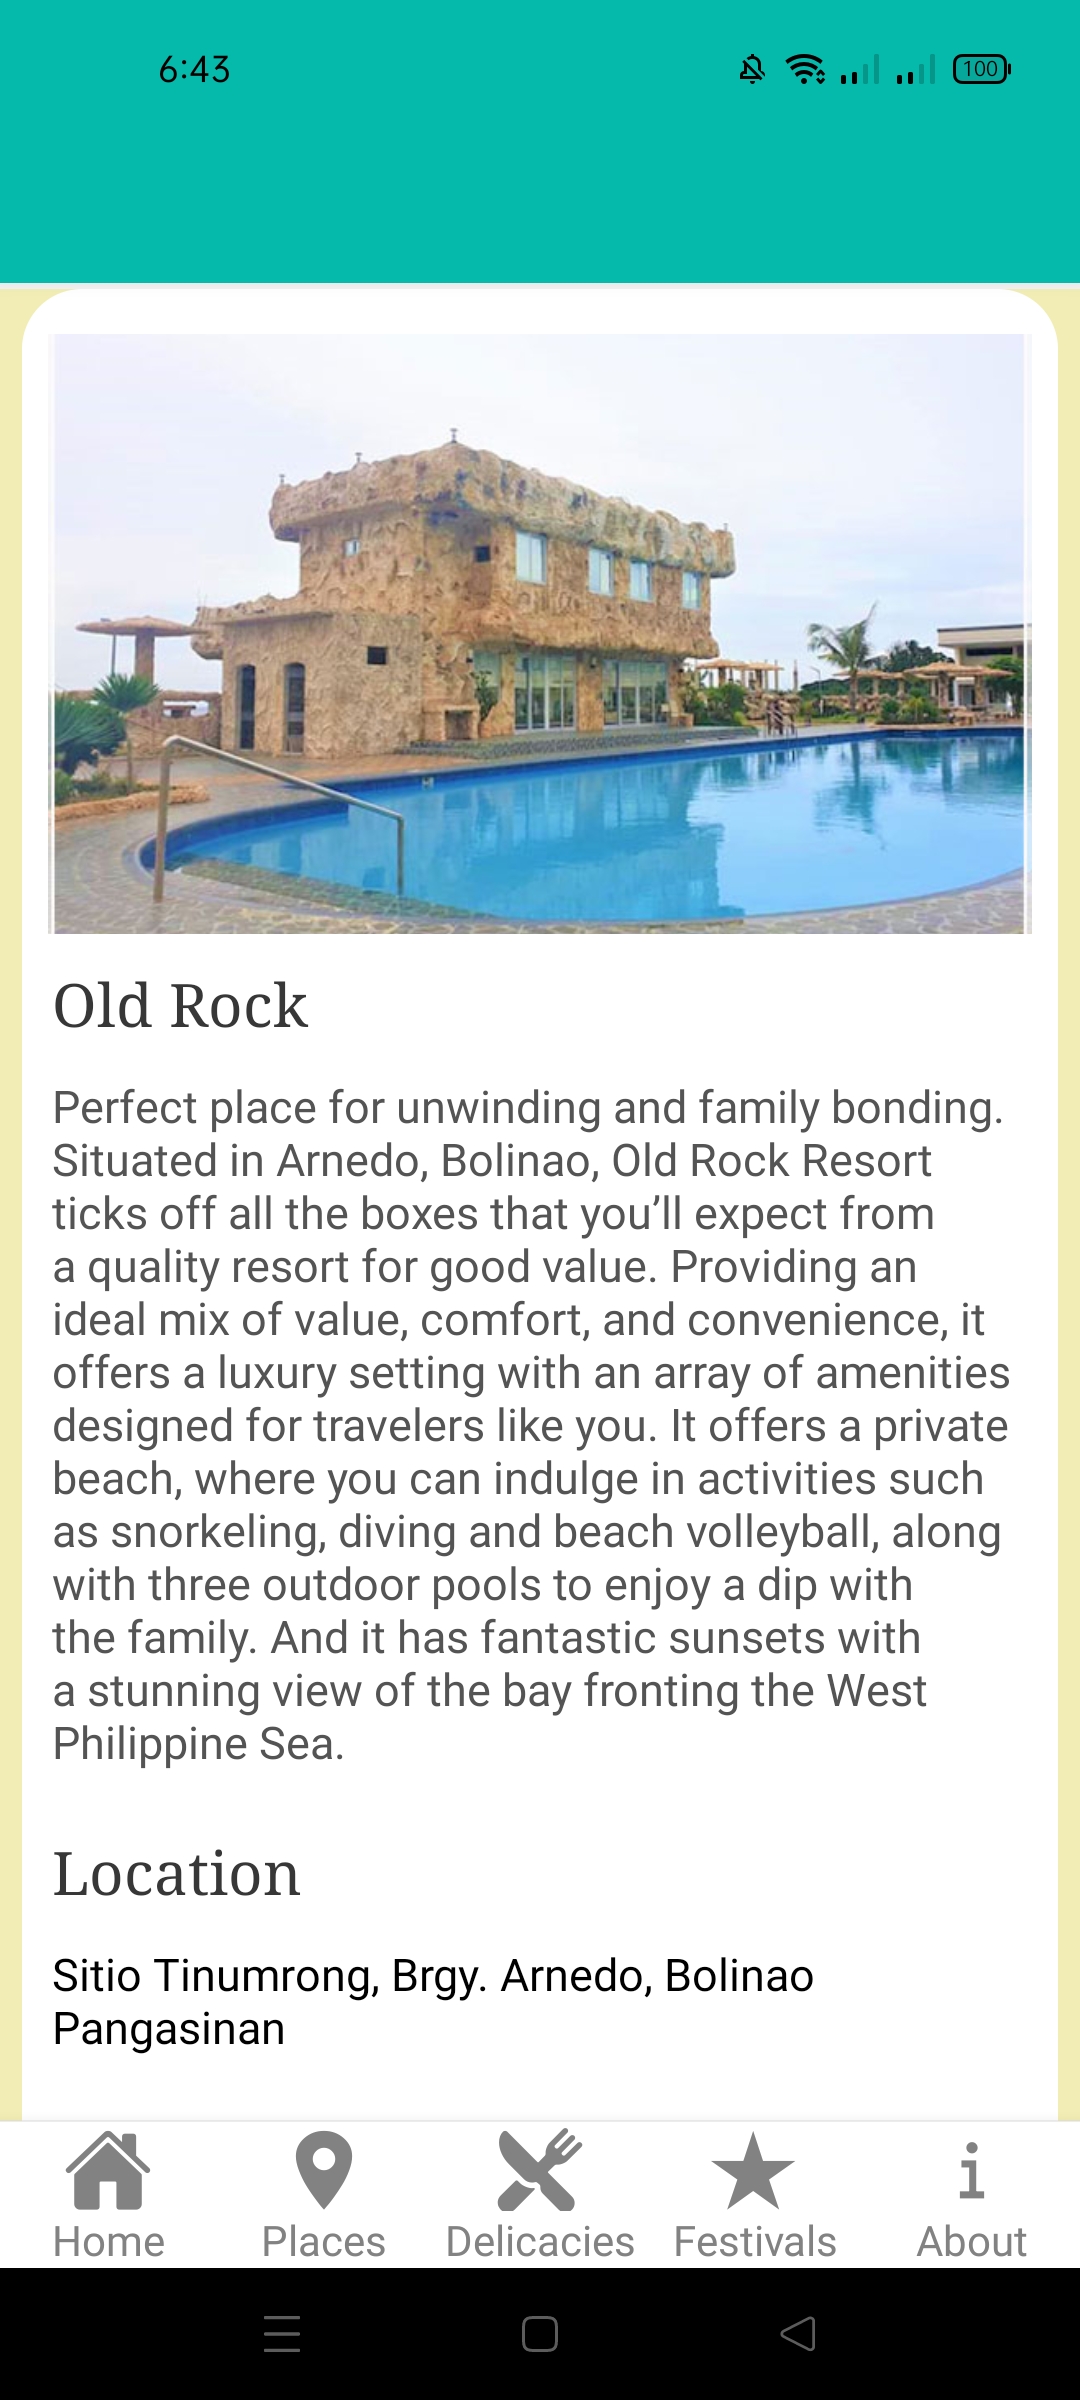 6:43
100
Old Rock
Perfect place for unwinding and family bonding.
Situated in Arnedo, Bolinao, Old Rock Resort
ticks off all the boxes that you’ll expect from
a quality resort for good value. Providing an
ideal mix of value, comfort, and convenience, it
offers a luxury setting with an array of amenities
designed for travelers like you. It offers a private
beach, where you can indulge in activities such
as snorkeling, diving and beach volleyball, along
with three outdoor pools to enjoy a dip with
the family. And it has fantastic sunsets with
a stunning view of the bay fronting the West
Philippine Sea.
Location
Sitio Tinumrong, Brgy. Arnedo, Bolinao
Pangasinan
Home Places Delicacies Festivals About